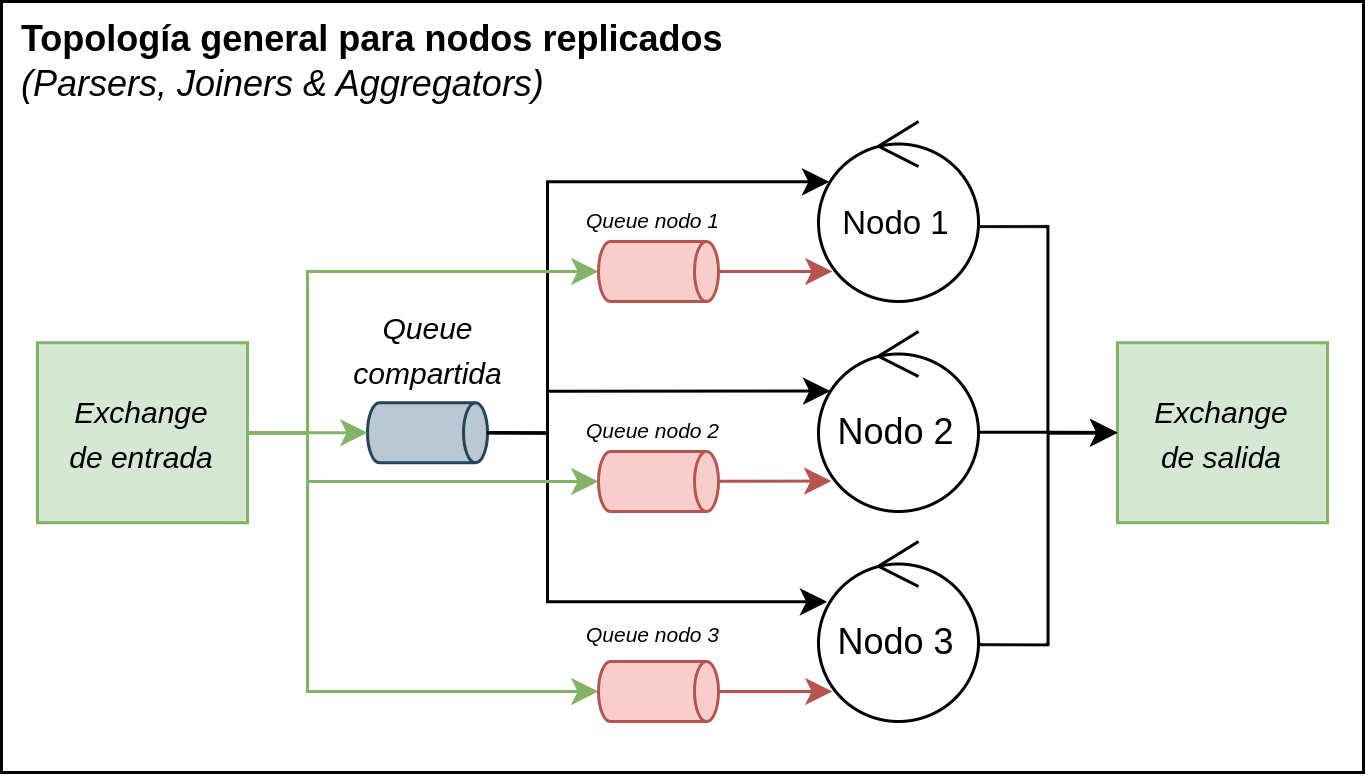 Topología general para nodos replicados
(Parsers, Joiners & Aggregators)
Exchange
de entrada
Queue
compartida
Queue nodo 1
Nodo 1
Queue nodo 2
Nodo 2
Queue nodo 3
Nodo 3
Exchange
de salida